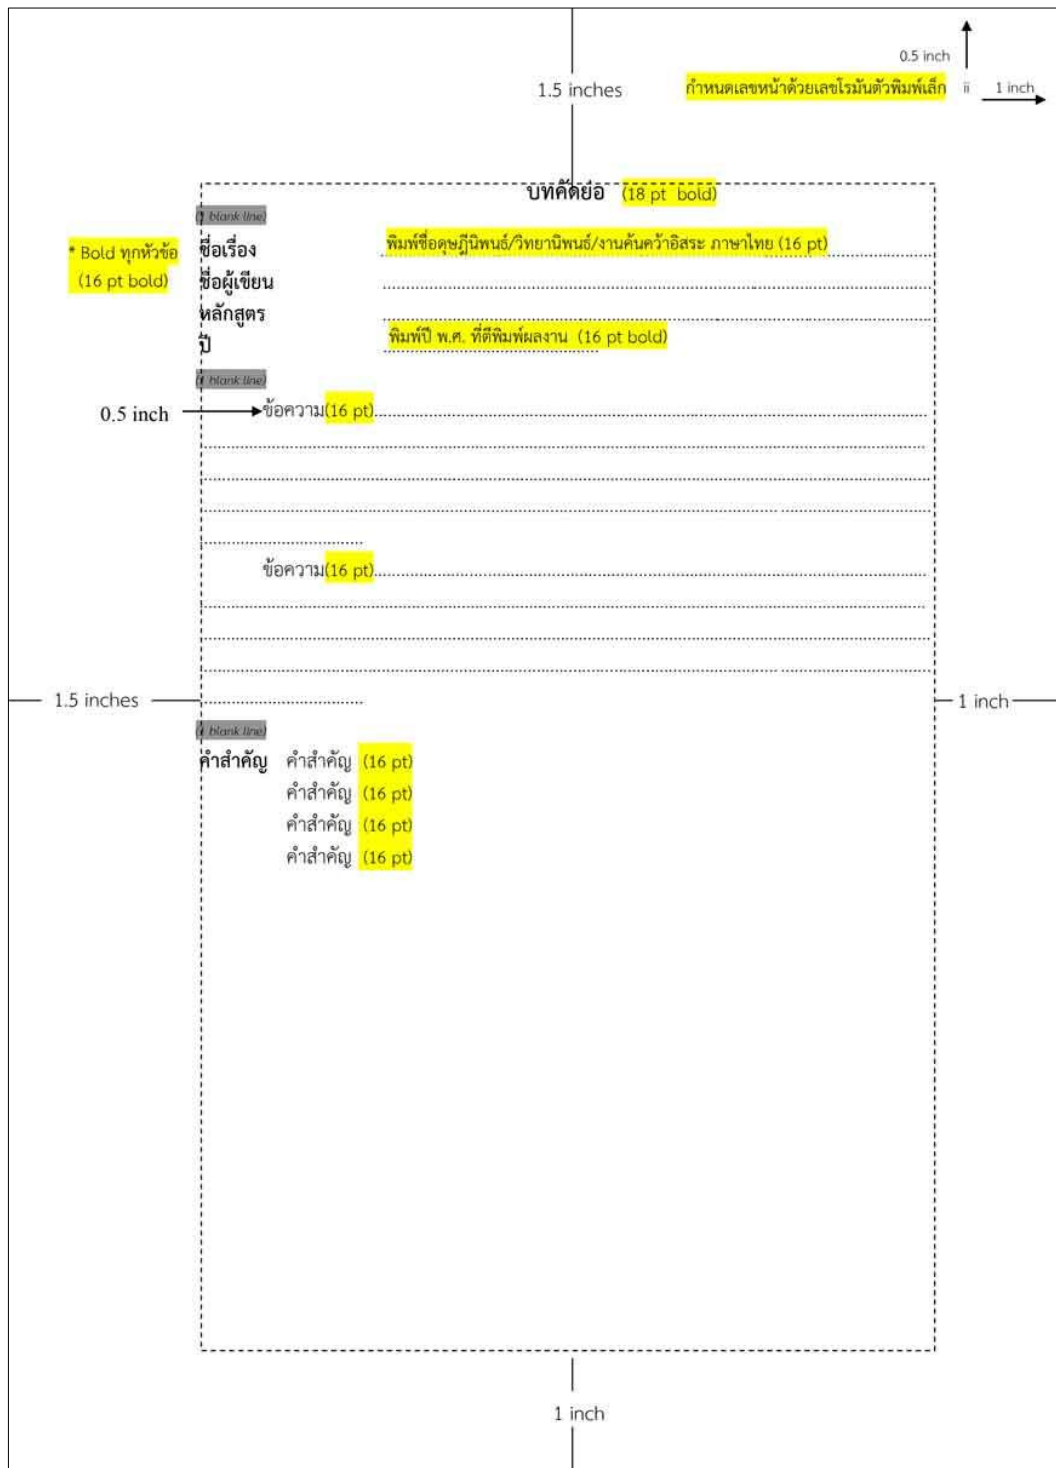 0.5 inch
1.5 inches กำหนดเลขหน้าด้วยเลขโรมันตัวพิมพ์เล็ก ii 1 inch
บทคัดย่อ (18 pt bold)
(1 blank line)
* Bold ทุกหัวข้อ ชื่อเรื่อง พิมพ์ชื่อดุษฎีนิพนธ์/วิทยานิพนธ์/งานค้นคว้าอิสระ ภาษาไทย (16 pt)
(16 pt bold) ชื่อผู้เขียน
หลักสูตร
ปี พิมพ์ปี พ.ศ. ที่ตีพิมพ์ผลงาน (16 pt bold)
(1 blank line)
0.5 inch ข้อความ(16 pt)
ข้อความ(16 pt)
1.5 inches 1 inch
(1 blank line)
คำสำคัญ คำสำคัญ (16 pt)
คำสำคัญ (16 pt)
คำสำคัญ (16 pt)
คำสำคัญ (16 pt)
1 inch